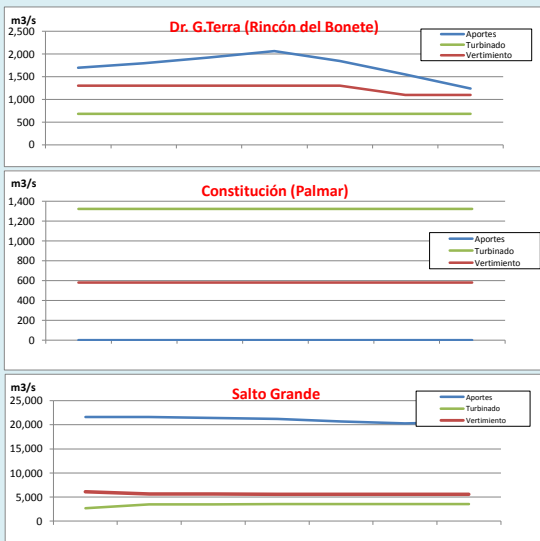 m3/s
Dr. G.Terra (Rincón del Bonete)
2,500
2,000
1,500
1,000
500
0
Aportes
Turbinado
Vertimiento
m3/s
Constitución (Palmar)
1,400
1,200
1,000
800
600
400
200
0
Aportes
Turbinado
Vertimiento
m3/s
Salto Grande
25,000
20,000
15,000
10,000
5,000
0
Aportes
Turbinado
Vertimiento